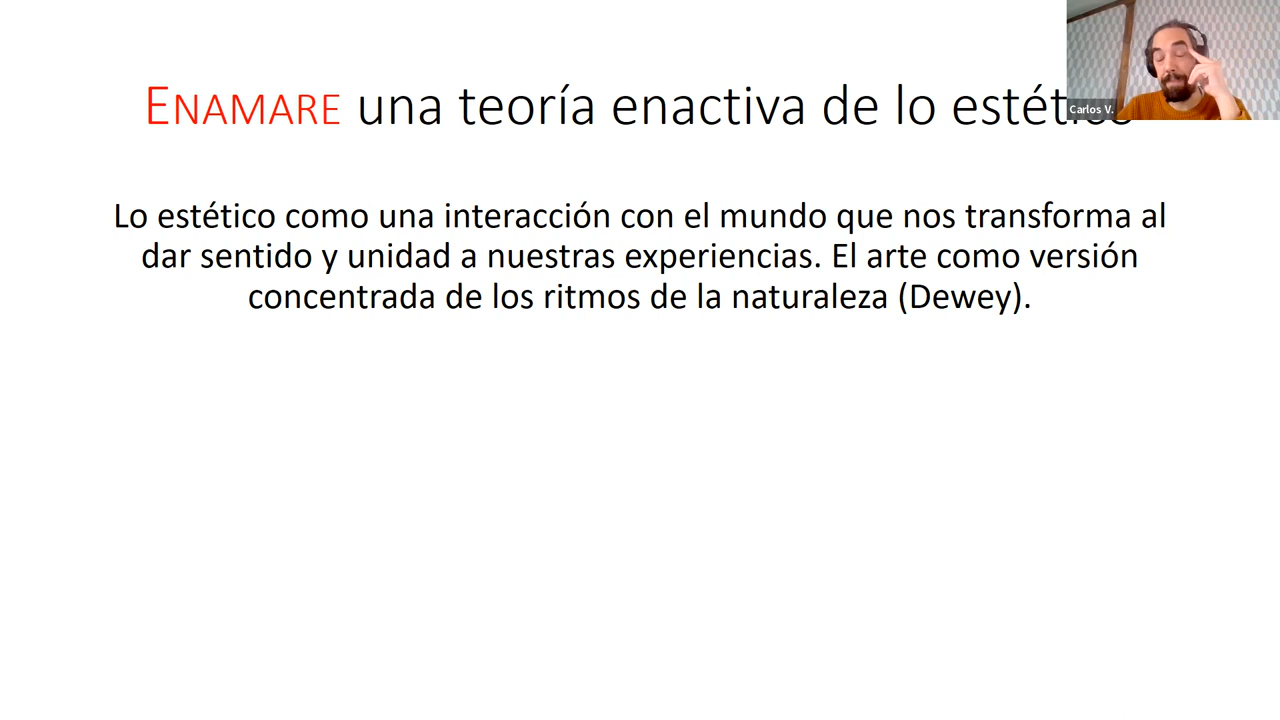 ENAMARE una teoría enactiva de lo estético
Carlos V.
Lo estético como una interacción con el mundo que nos transforma al
dar sentido y unidad a nuestras experiencias. El arte como versión
concentrada de los ritmos de la naturaleza (Dewey).